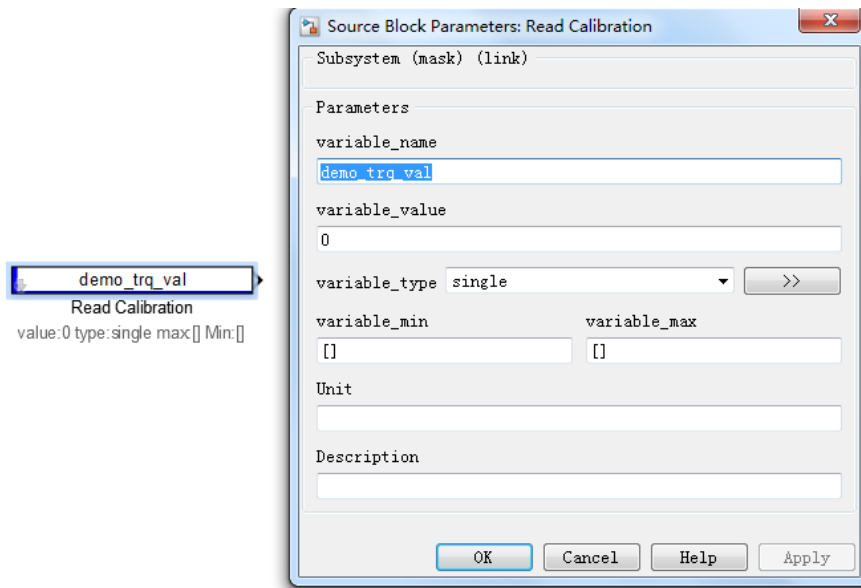 Source Block Parameters: Read Calibration
Subsystem (mask) (link)
Parameters
variable_name
demo_trq_val
variable_value
0
variable_type single >>
variable_min variable_max
[] []
Unit
Description
OK Cancel Help Apply
demo_trq_val
Read Calibration
value:0 type:single max:[] Min:[]